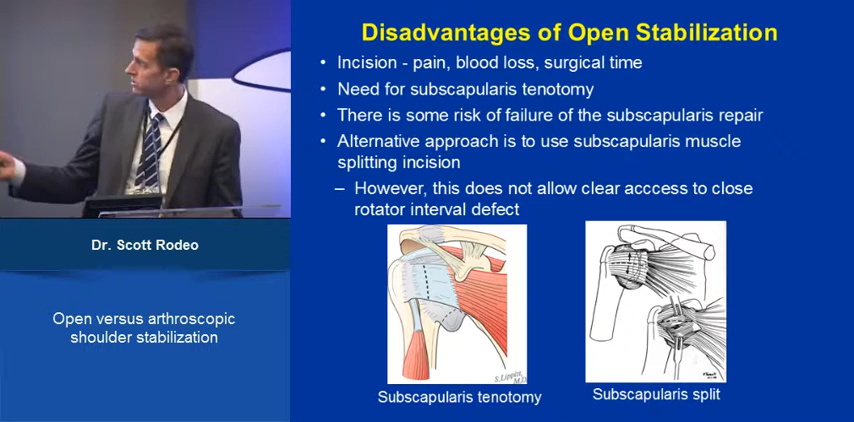 Disadvantages of Open Stabilization
• Incision - pain, blood loss, surgical time
• Need for subscapularis tenotomy
• There is some risk of failure of the subscapularis repair
• Alternative approach is to use subscapularis muscle
splitting incision
– However, this does not allow clear acccess to close
rotator interval defect
S. Lippitt, M.D.
Subscapularis tenotomy
Subscapularis split
Dr. Scott Rodeo
Open versus arthroscopic
shoulder stabilization